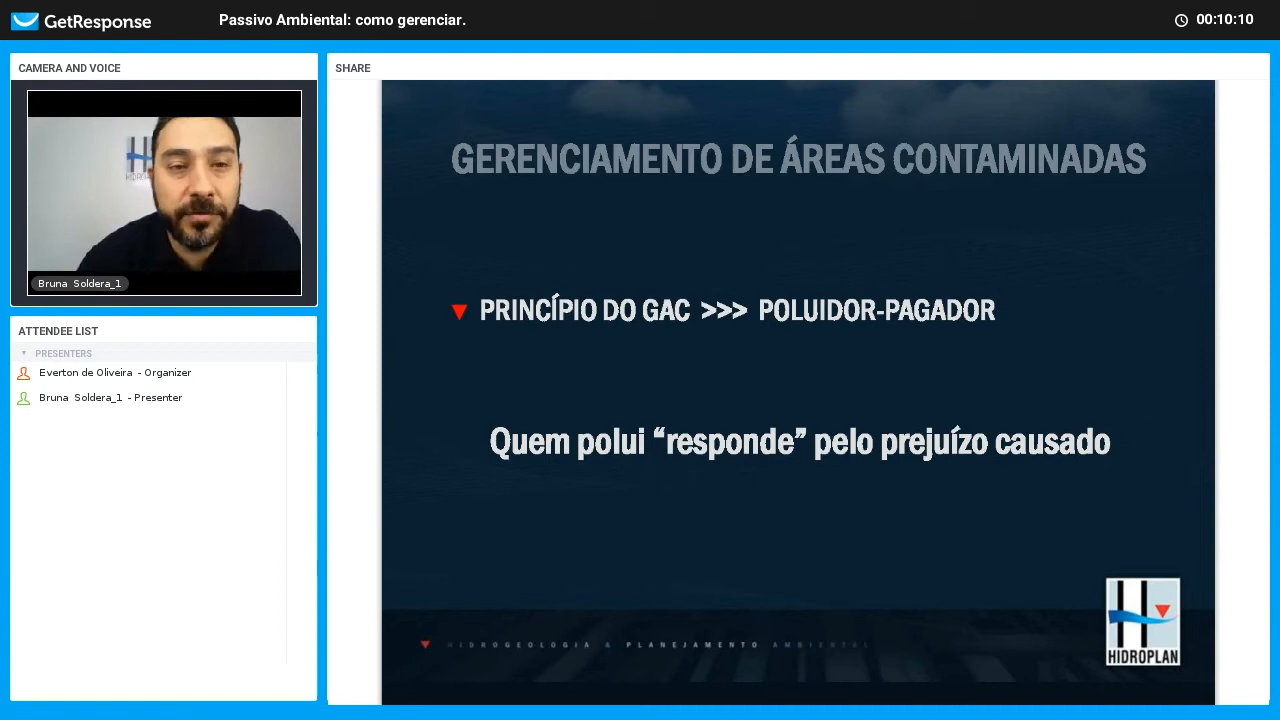 GetResponse
Passivo Ambiental: como gerenciar.
00:10:10
CAMERA AND VOICE
HIDROPLAN
Bruna Soldera_1
ATTENDEE LIST
PRESENTERS
Everton de Oliveira - Organizer
Bruna Soldera_1 - Presenter
SHARE
GERENCIAMENTO DE ÁREAS CONTAMINADAS
PRINCÍPIO DO GAC >>> POLUIDOR-PAGADOR
Quem polui “responde” pelo prejuízo causado
HIDROGEOLOGIA & PLANEJAMENTO AMBIENTAL
HIDROPLAN